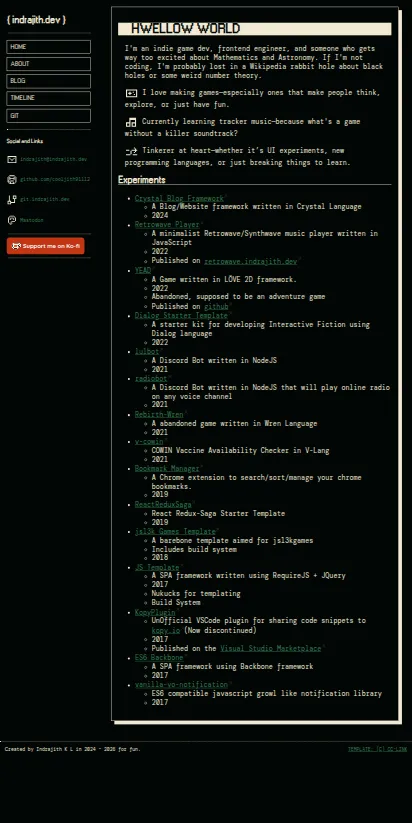 { indrajith.dev }
HOME
ABOUT
BLOG
TIMELINE
GIT
Social and Links
indrajith@indrajith.dev
git.indrajith.dev
Mastodon
Support me on Ko-fi
HWELLOW WORLD
I'm an indie game dev, frontend engineer, and someone who gets
way too excited about Mathematics and Astronomy. If I'm not
coding, I'm probably lost in a Wikipedia rabbit hole about black
holes or some weird number theory.
I love making games—especially ones that make people think,
explore, or just have fun.
Currently learning tracker music—because what's a game
without a killer soundtrack?
Tinkerer at heart—whether it's UI experiments, new
programming languages, or just breaking things to learn.
Experiments
Crystal Blog Framework
A Blog/Website framework written in Crystal Language
2024
Retrowave Player
A minimalist Retrowave/Synthwave music player written in
JavaScript
2022
Published on retrowave.indrajith.dev
YEAD
A Game written in LÖVE 2D framework.
2022
Abandoned, supposed to be an adventure game
Published on github
Dialog Starter Template
A starter kit for developing Interactive Fiction using
Dialog language
2022
lulbot
A Discord Bot written in NodeJS
2021
radiobot
A Discord Bot written in NodeJS that will play online radio
on any voice channel
2021
Rebirth-Wren
A abandoned game written in Wren Language
2021
v-cowin
COWIN Vaccine Availability Checker in V-Lang
2021
Bookmark Manager
A Chrome extension to search/sort/manage your chrome
bookmarks.
2019
ReactReduxSaga
React Redux-Saga Starter Template
2019
js13k Gamer Template
A barebone template aimed for js13kgames
Includes build system
2018
JS Template
A SPA framework written using RequireJS + JQuery
2017
Nukucks for templating
Build System
KopyPlugin
UnOfficial VSCode plugin for sharing code snippets to
kopy.io (Now discontinued)
2017
Published on the Visual Studio Marketplace
ES6 Backbone
A SPA framework using Backbone framework
2017
vanilla-yo-notification
ES6 compatible javascript growl like notification library
2017
Created by Indrajith K L in 2024 - 2026 for fun.
TEMPLATE: (C) CC-LINK